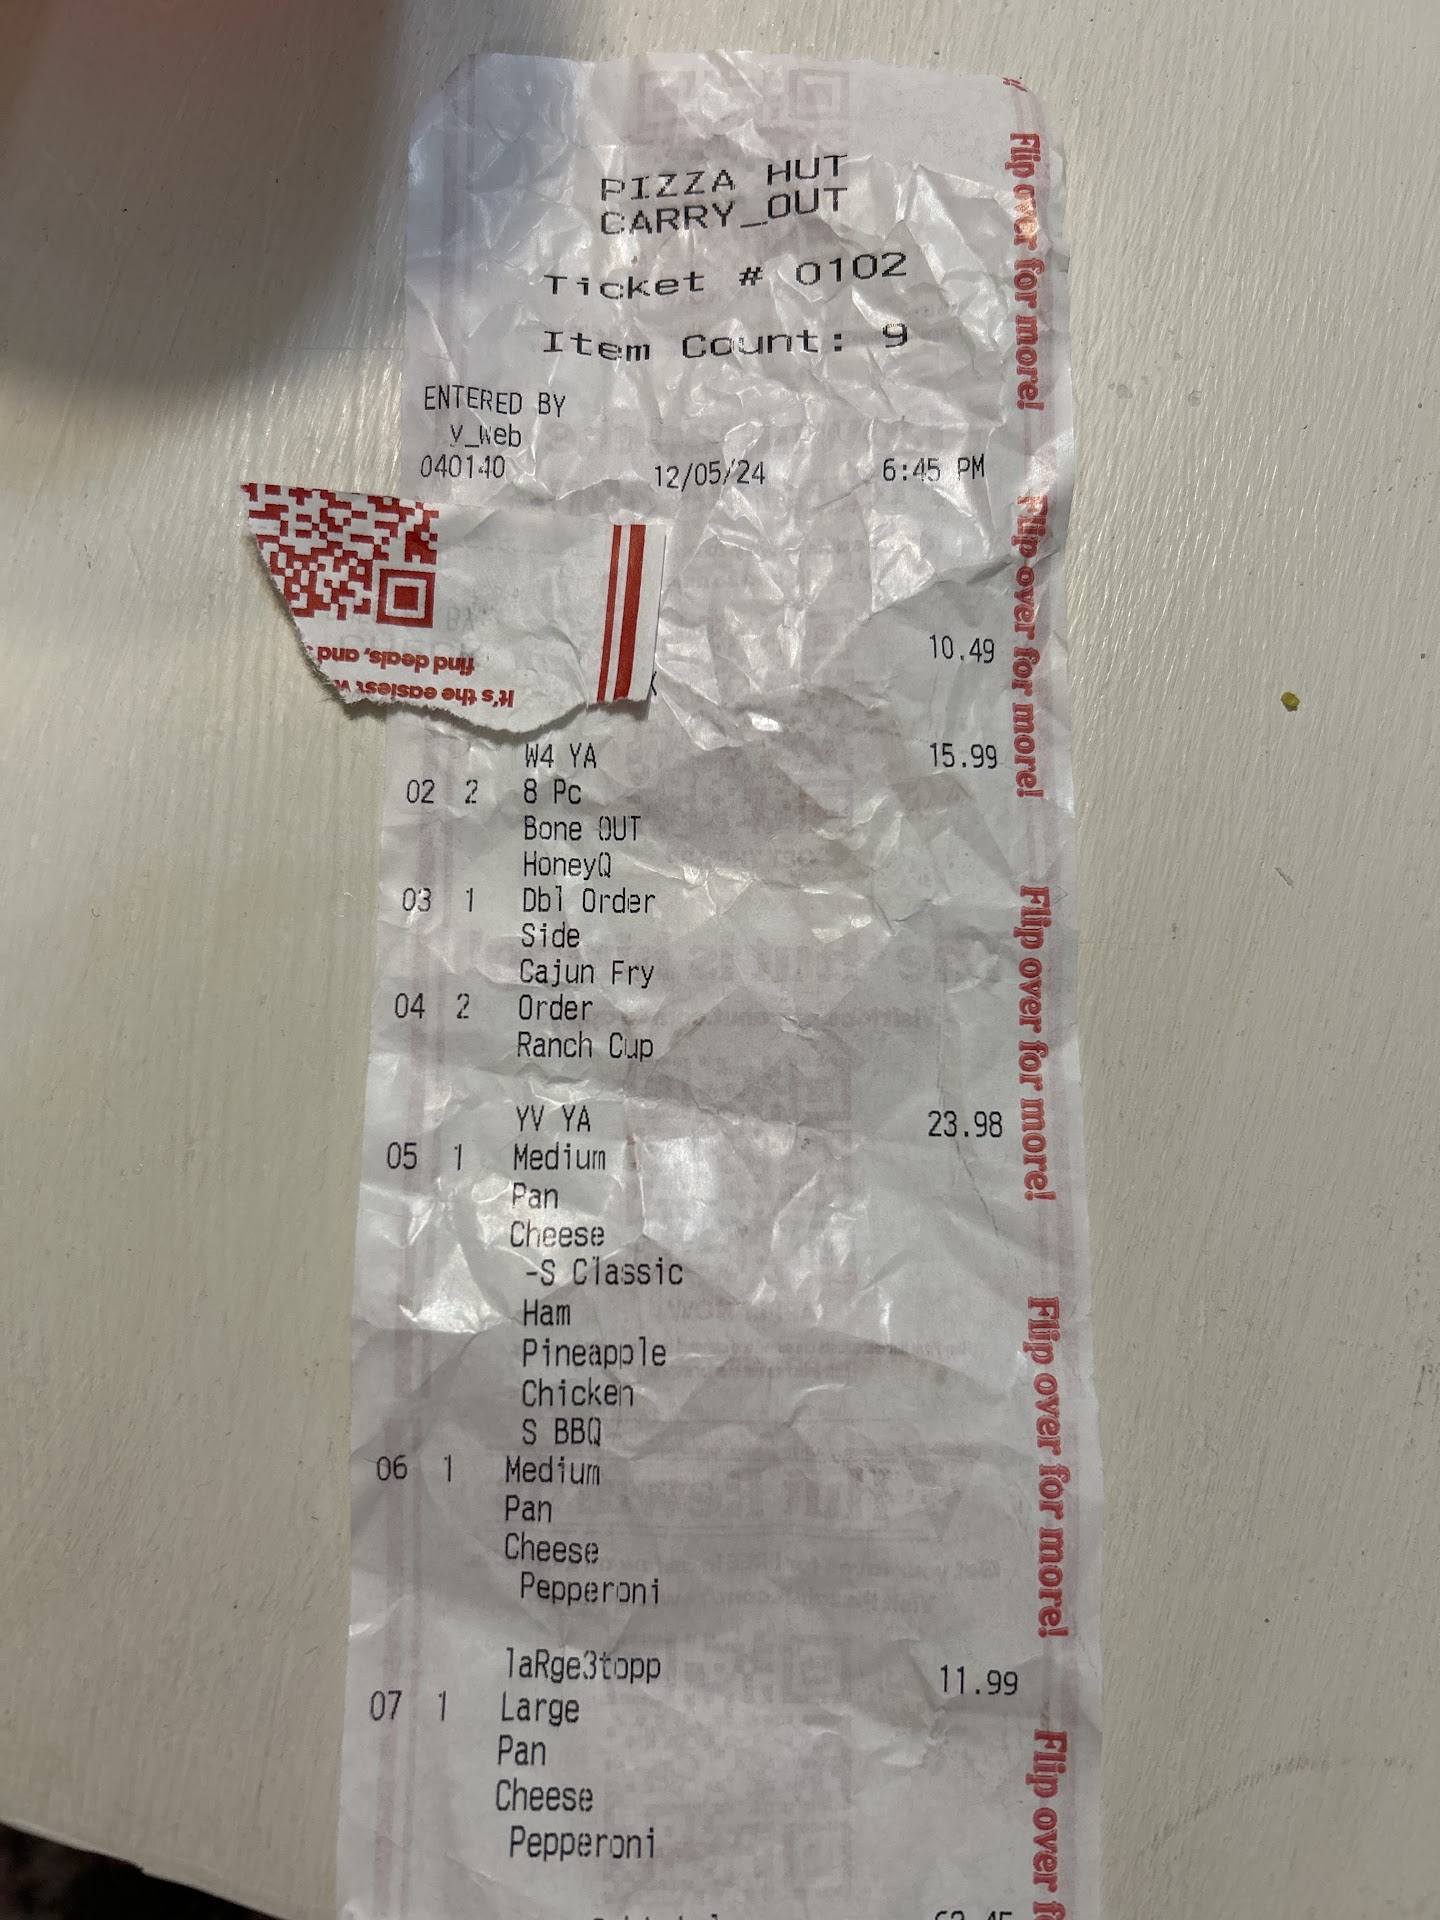 PIZZA HUT
CARRY_OUT
Ticket # 0102
Item Count: 9
ENTERED BY
y_web
040140 12/05/24 6:45 PM
10.49
find deals, and
It's the easiest
W4 YA 15.99
02 2 8 Pc
Bone OUT
HoneyQ
03 1 Dbl Order
Side
Cajun Fry
04 2 Order
Ranch Cup
YV YA 23.98
05 1 Medium
Pan
Cheese
-S Classic
Ham
Pineapple
Chicken
S BBQ
06 1 Medium
Pan
Cheese
Pepperoni
laRge3topp 11.99
07 1 Large
Pan
Cheese
Pepperoni
Flip over for more!
Flip over for more!
Flip over for more!
Flip over for more!
Flip over